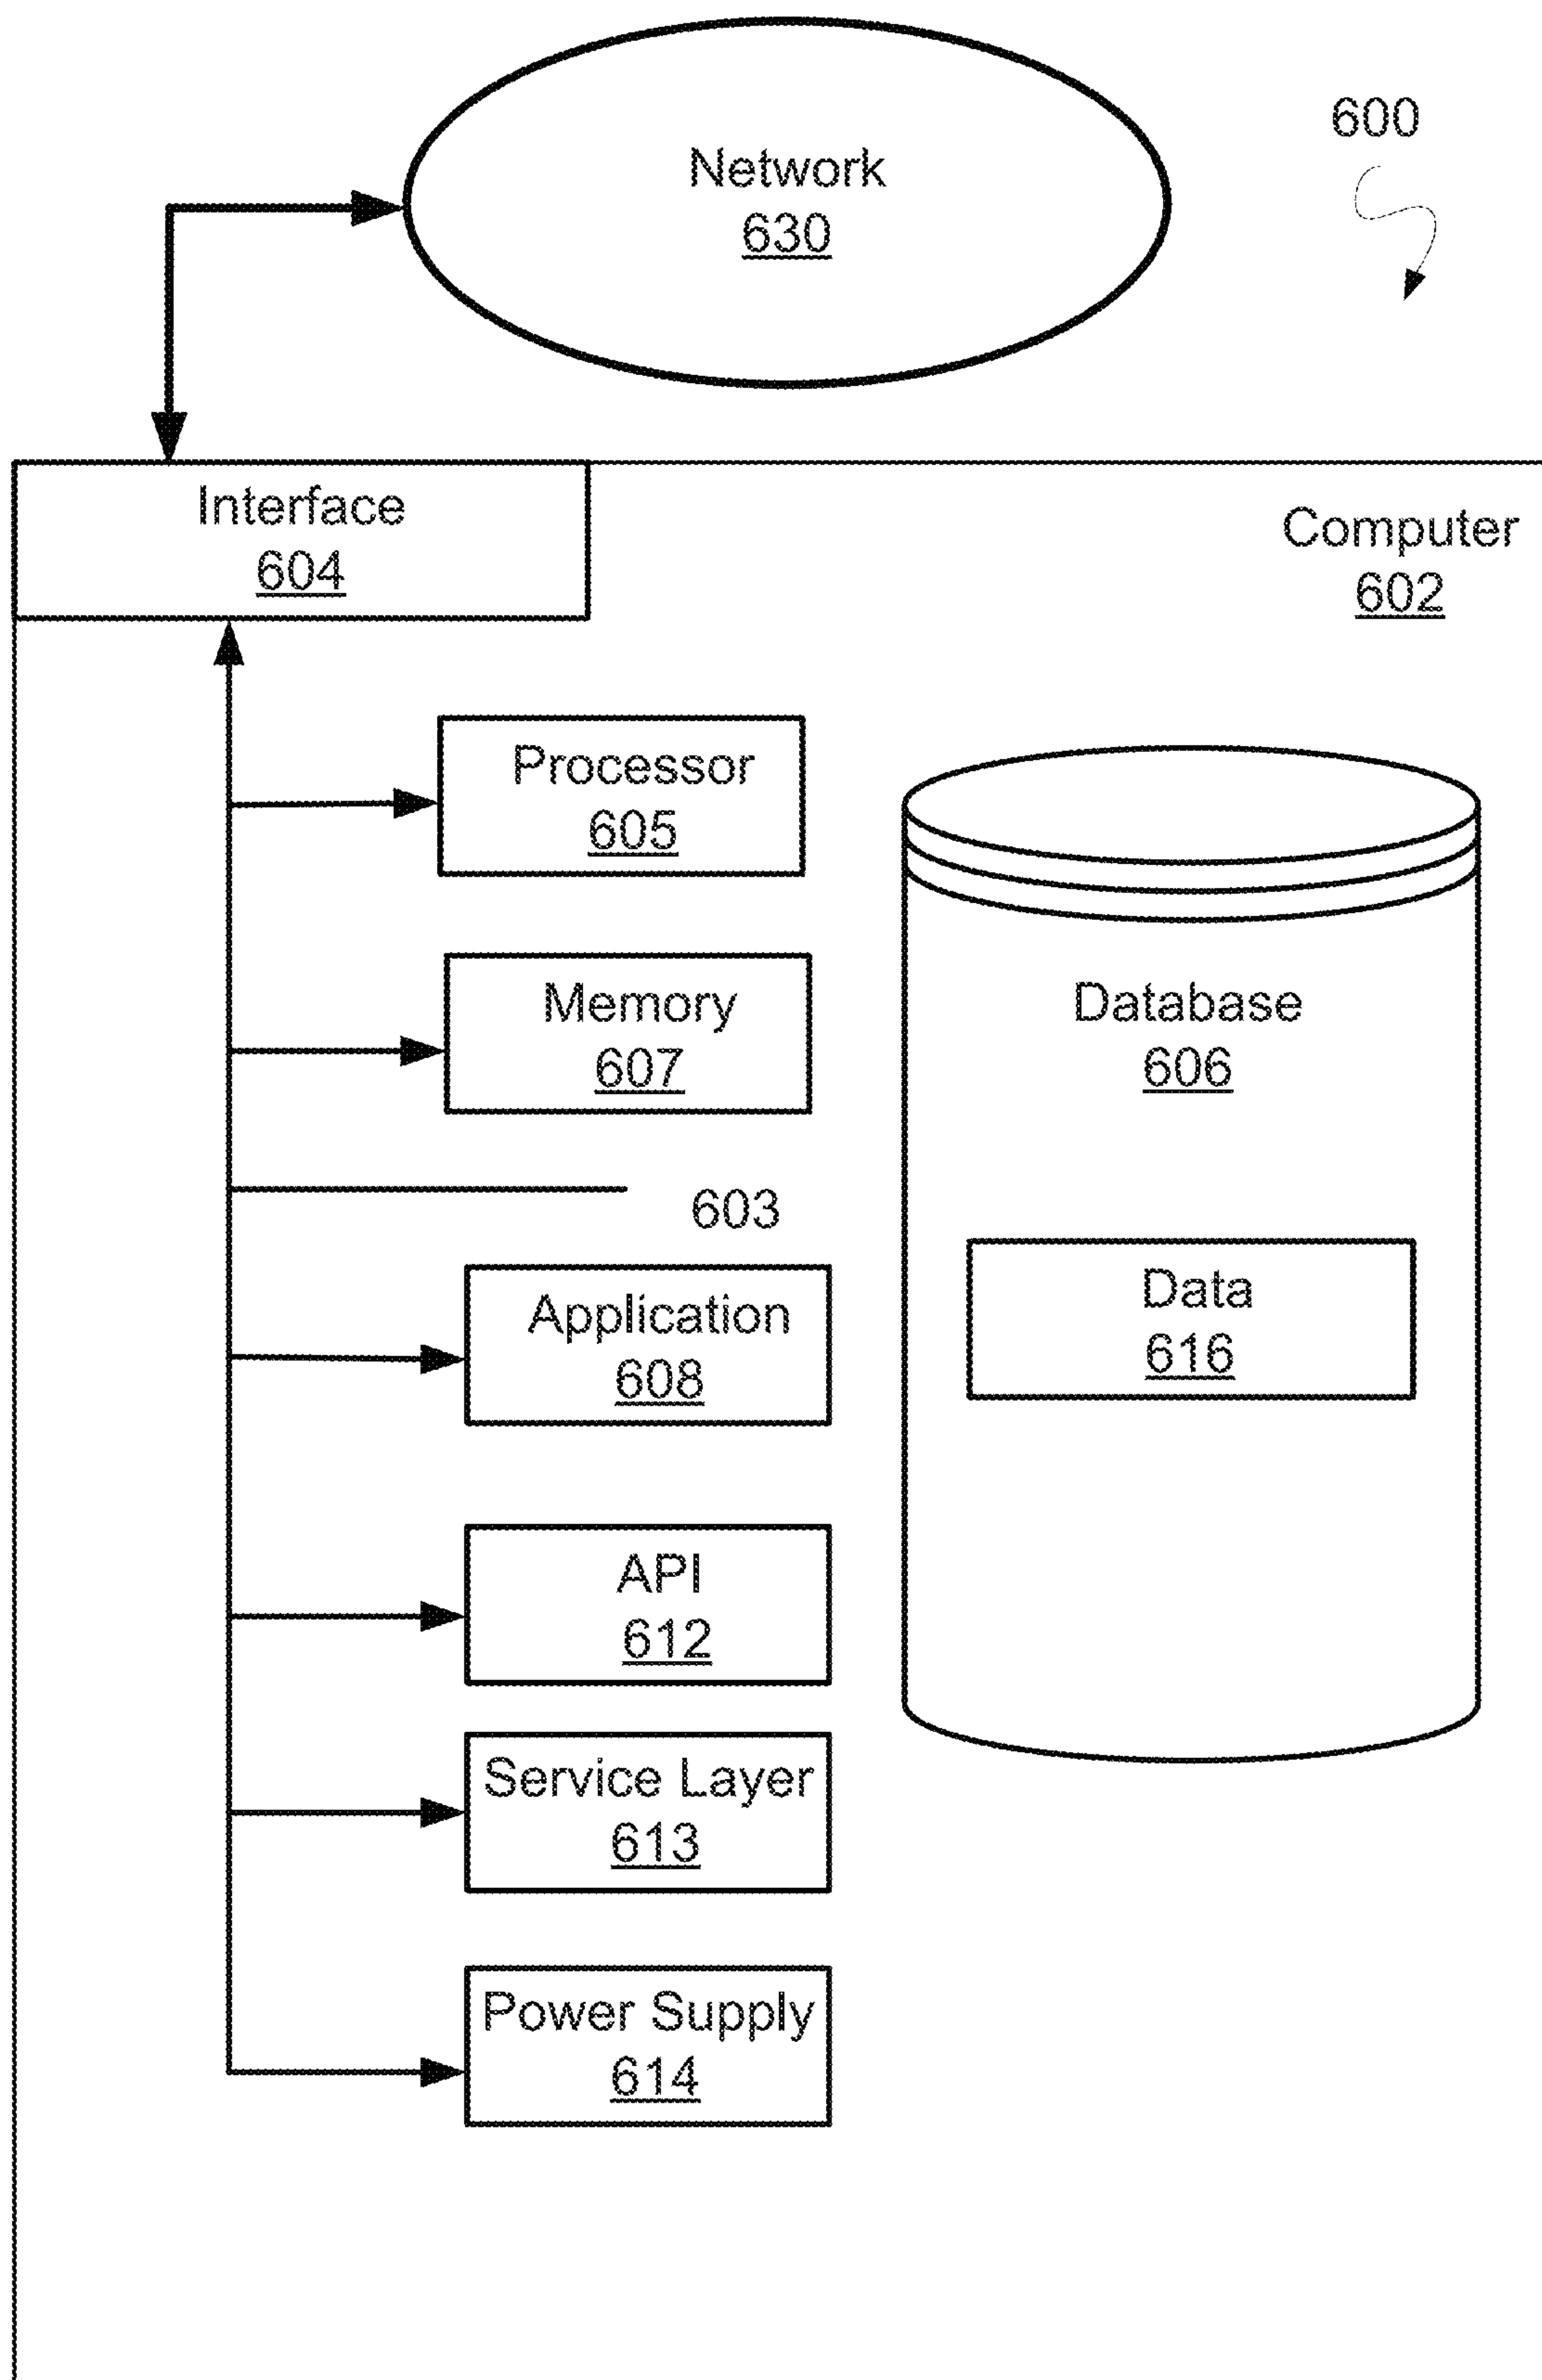 Network
630
600
Interface
604
Computer
602
Processor
605
Memory
607
Database
606
603
Application
608
Data
616
API
612
Service Layer
613
Power Supply
614